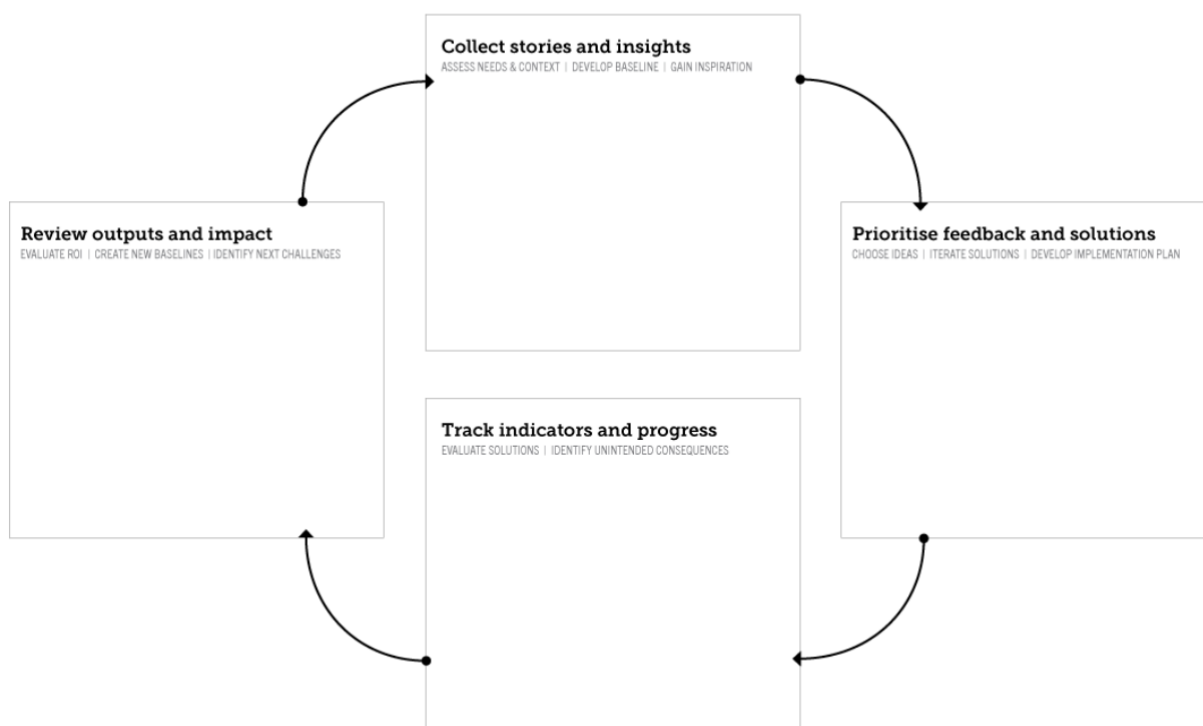 Collect stories and insights
ASSESS NEEDS & CONTEXT | DEVELOP BASELINE | GAIN INSPIRATION
Review outputs and impact
EVALUATE ROI | CREATE NEW BASELINES | IDENTIFY NEXT CHALLENGES
Prioritise feedback and solutions
CHOOSE IDEAS | ITERATE SOLUTIONS | DEVELOP IMPLEMENTATION PLAN
Track indicators and progress
EVALUATE SOLUTIONS | IDENTIFY UNINTENDED CONSEQUENCES